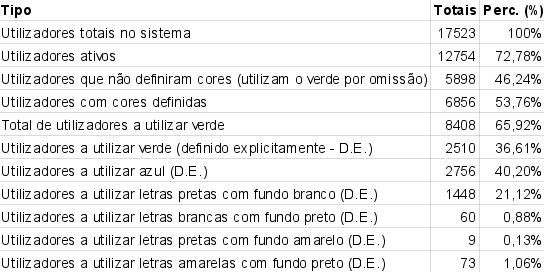 Tipo Totais Perc. (%)
Utilizadores totais no sistema 17523 100%
Utilizadores ativos 12754 72,78%
Utilizadores que não definiram cores (utilizam o verde por omissão) 5898 46,24%
Utilizadores com cores definidas 6856 53,76%
Total de utilizadores a utilizar verde 8408 65,92%
Utilizadores a utilizar verde (definido explicitamente - D.E.) 2510 36,61%
Utilizadores a utilizar azul (D.E.) 2756 40,20%
Utilizadores a utilizar letras pretas com fundo branco (D.E.) 1448 21,12%
Utilizadores a utilizar letras brancas com fundo preto (D.E.) 60 0,88%
Utilizadores a utilizar letras pretas com fundo amarelo (D.E.) 9 0,13%
Utilizadores a utilizar letras amarelas com fundo preto (D.E.) 73 1,06%